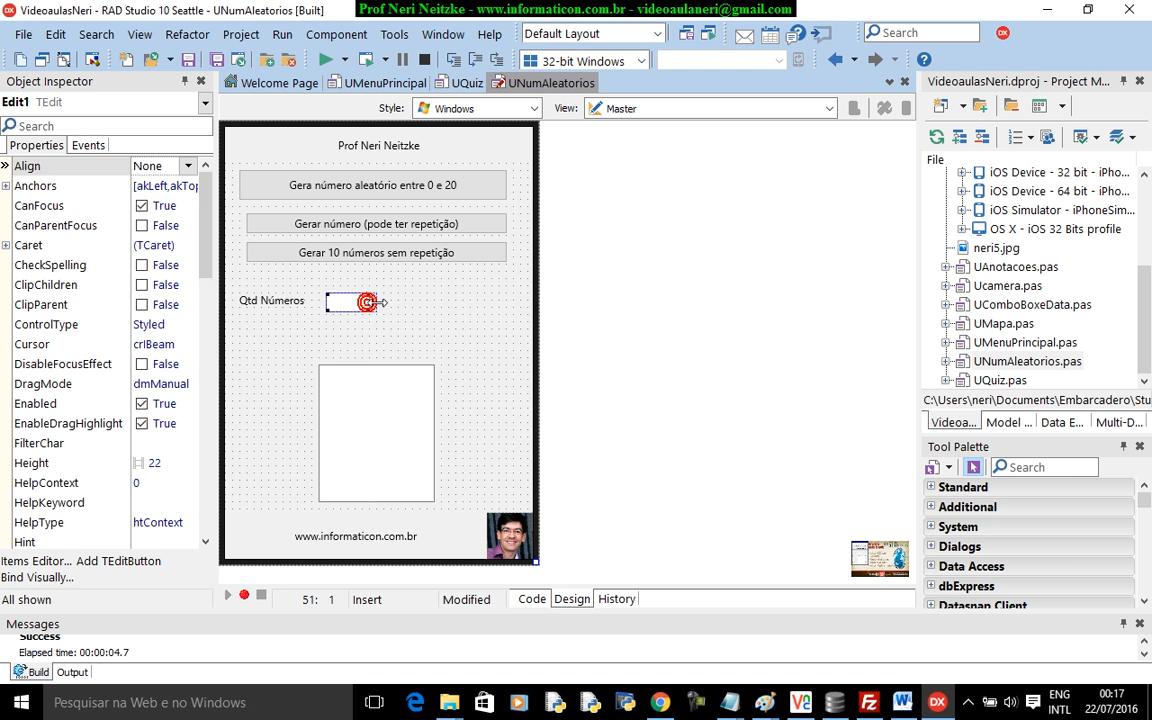 VideoaulasNeri - RAD Studio 10 Seattle - UNumAleatorios [Built]
Prof Neri Neitzke - www.informaticon.com.br - videoaulaneri@gmail.com
File Edit Search View Refactor Project Run Component Tools Window Help
Default Layout
Search
32-bit Windows
Object Inspector
Edit1 TEdit
Search
Properties Events
Align None
Anchors [akLeft,akTop
CanFocus True
CanParentFocus False
Caret (TCaret)
CheckSpelling False
ClipChildren False
ClipParent False
ControlType Styled
Cursor crIBeam
DisableFocusEffect False
DragMode dmManual
Enabled True
EnableDragHighlight True
FilterChar
Height 22
HelpContext 0
HelpKeyword
HelpType htContext
Hint
Items Editor... Add TEditButton
Bind Visually...
All shown
Welcome Page UMenuPrincipal UQuiz UNumAleatorios
Style: Windows View: Master
Prof Neri Neitzke
Gera número aleatório entre 0 e 20
Gerar número (pode ter repetição)
Gerar 10 números sem repetição
Qtd Números
www.informaticon.com.br
51: 1 Insert Modified Code Design History
VideoaulasNeri.dproj - Project M...
File
iOS Device - 32 bit - iPho...
iOS Device - 64 bit - iPho...
iOS Simulator - iPhoneSim...
OS X - iOS 32 Bits profile
neri5.jpg
UAnotacoes.pas
Ucamera.pas
UComboBoxeData.pas
UMapa.pas
UMenuPrincipal.pas
UNumAleatorios.pas
UQuiz.pas
C:\Users\neri\Documents\Embarcadero\Stu
Videoa... Model ... Data E... Multi-D...
Tool Palette
Search
Standard
Additional
System
Dialogs
Data Access
dbExpress
Datasnap Client
Messages
Success
Elapsed time: 00:00:04.7
Build Output
Pesquisar na Web e no Windows
ENG
INTL
00:17
22/07/2016